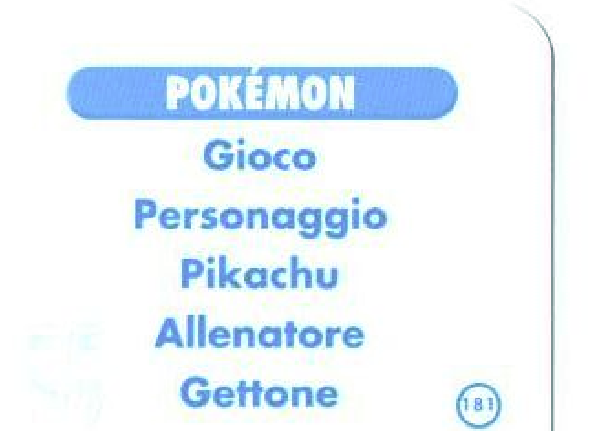 POKÉMON
Gioco
Personaggio
Pikachu
Allenatore
Gettone
181